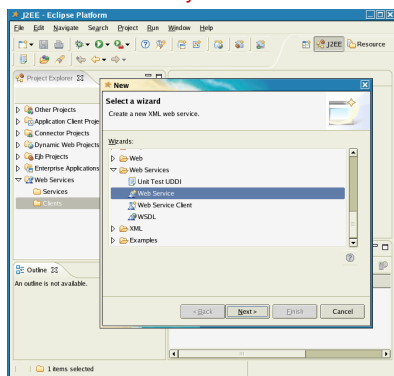 J2EE - Eclipse Platform
File Edit Navigate Search Project Run Window Help
J2EE Resource
Project Explorer
Other Projects
Application Client Proje
Connector Projects
Dynamic Web Projects
Ejb Projects
Enterprise Applications
Web Services
Services
Clients
Outline
An outline is not available.
New
Select a wizard
Create a new XML web service.
Wizards:
Web
Web Services
Unit Test UDDI
Web Service
Web Service Client
WSDL
XML
Examples
< Back Next > Finish Cancel
1 items selected